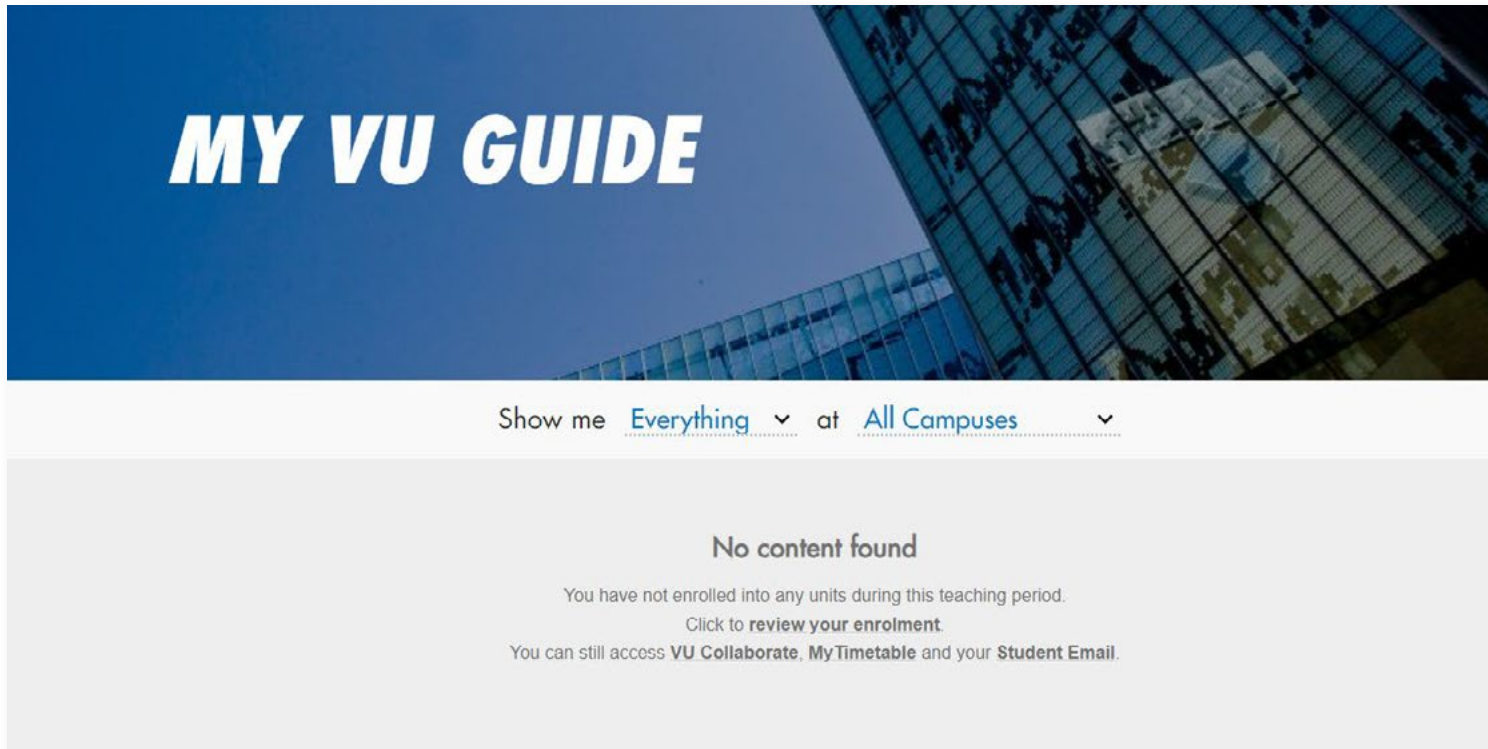 MY VU GUIDE
Show me Everything at All Campuses
No content found
You have not enrolled into any units during this teaching period.
Click to review your enrolment.
You can still access VU Collaborate, MyTimetable and your Student Email.